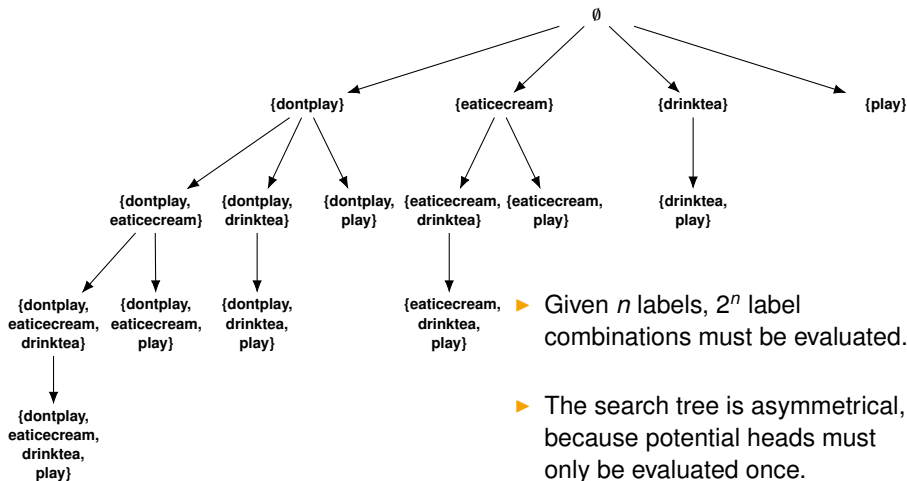 ∅
{dontplay}
{eaticecream}
{drinktea}
{play}
{dontplay,
eaticecream}
{dontplay,
drinktea}
{dontplay,
play}
{eaticecream,
drinktea}
{eaticecream,
play}
{drinktea,
play}
{dontplay,
eaticecream,
drinktea}
{dontplay,
eaticecream,
play}
{dontplay,
drinktea,
play}
{eaticecream,
drinktea,
play}
{dontplay,
eaticecream,
drinktea,
play}
▶ Given n labels, 2ⁿ label
combinations must be evaluated.
▶ The search tree is asymmetrical,
because potential heads must
only be evaluated once.